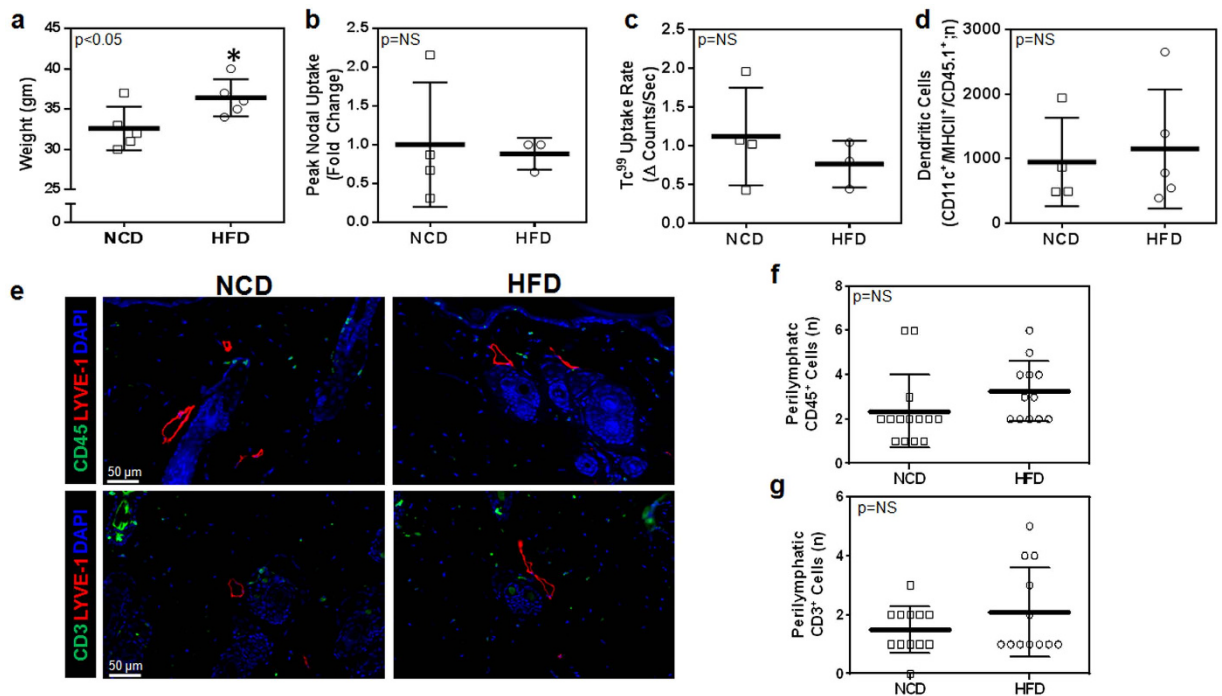 a
p<0.05
*
Weight (gm)
45
40
35
30
25
0
NCD
HFD
b
p=NS
Peak Nodal Uptake
(Fold Change)
2.5
2.0
1.5
1.0
0.5
0.0
NCD
HFD
c
p=NS
Tc⁹⁹ Uptake Rate
(Δ Counts/Sec)
2.5
2.0
1.5
1.0
0.5
0.0
NCD
HFD
d
p=NS
Dendritic Cells
(CD11c⁺/MHCII⁺/CD45.1⁺;n)
3000
2000
1000
0
NCD
HFD
e
NCD
HFD
CD45 LYVE-1 DAPI
50 µm
CD3 LYVE-1 DAPI
50 µm
f
p=NS
Perilymphatc
CD45⁺ Cells (n)
8
6
4
2
0
NCD
HFD
g
p=NS
Perilymphatic
CD3⁺ Cells (n)
6
4
2
0
NCD
HFD